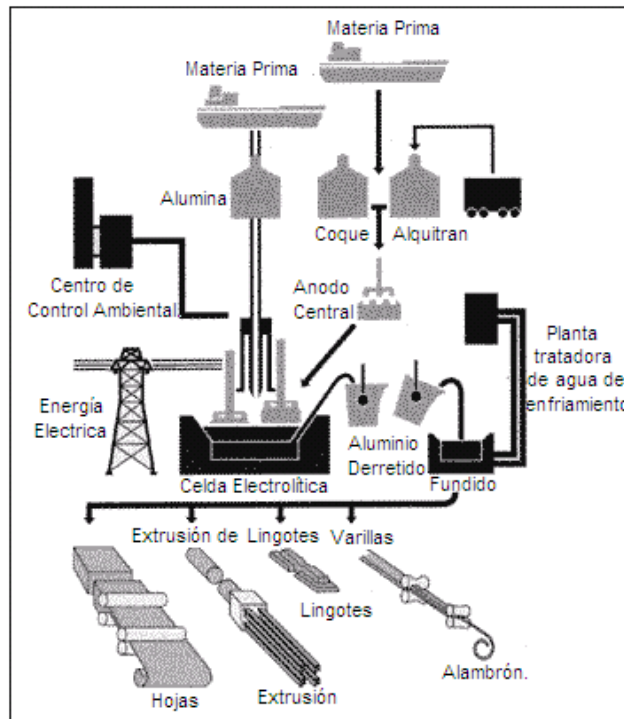 Materia Prima
Materia Prima
Alumina
Coque
Alquitran
Centro de
Control Ambiental
Anodo
Central
Planta
tratadora
de agua de
enfriamiento
Energía
Electrica
Aluminio
Derretido
Celda Electrolítica
Fundido
Extrusión de Lingotes
Varillas
Lingotes
Alambrón.
Hojas
Extrusión